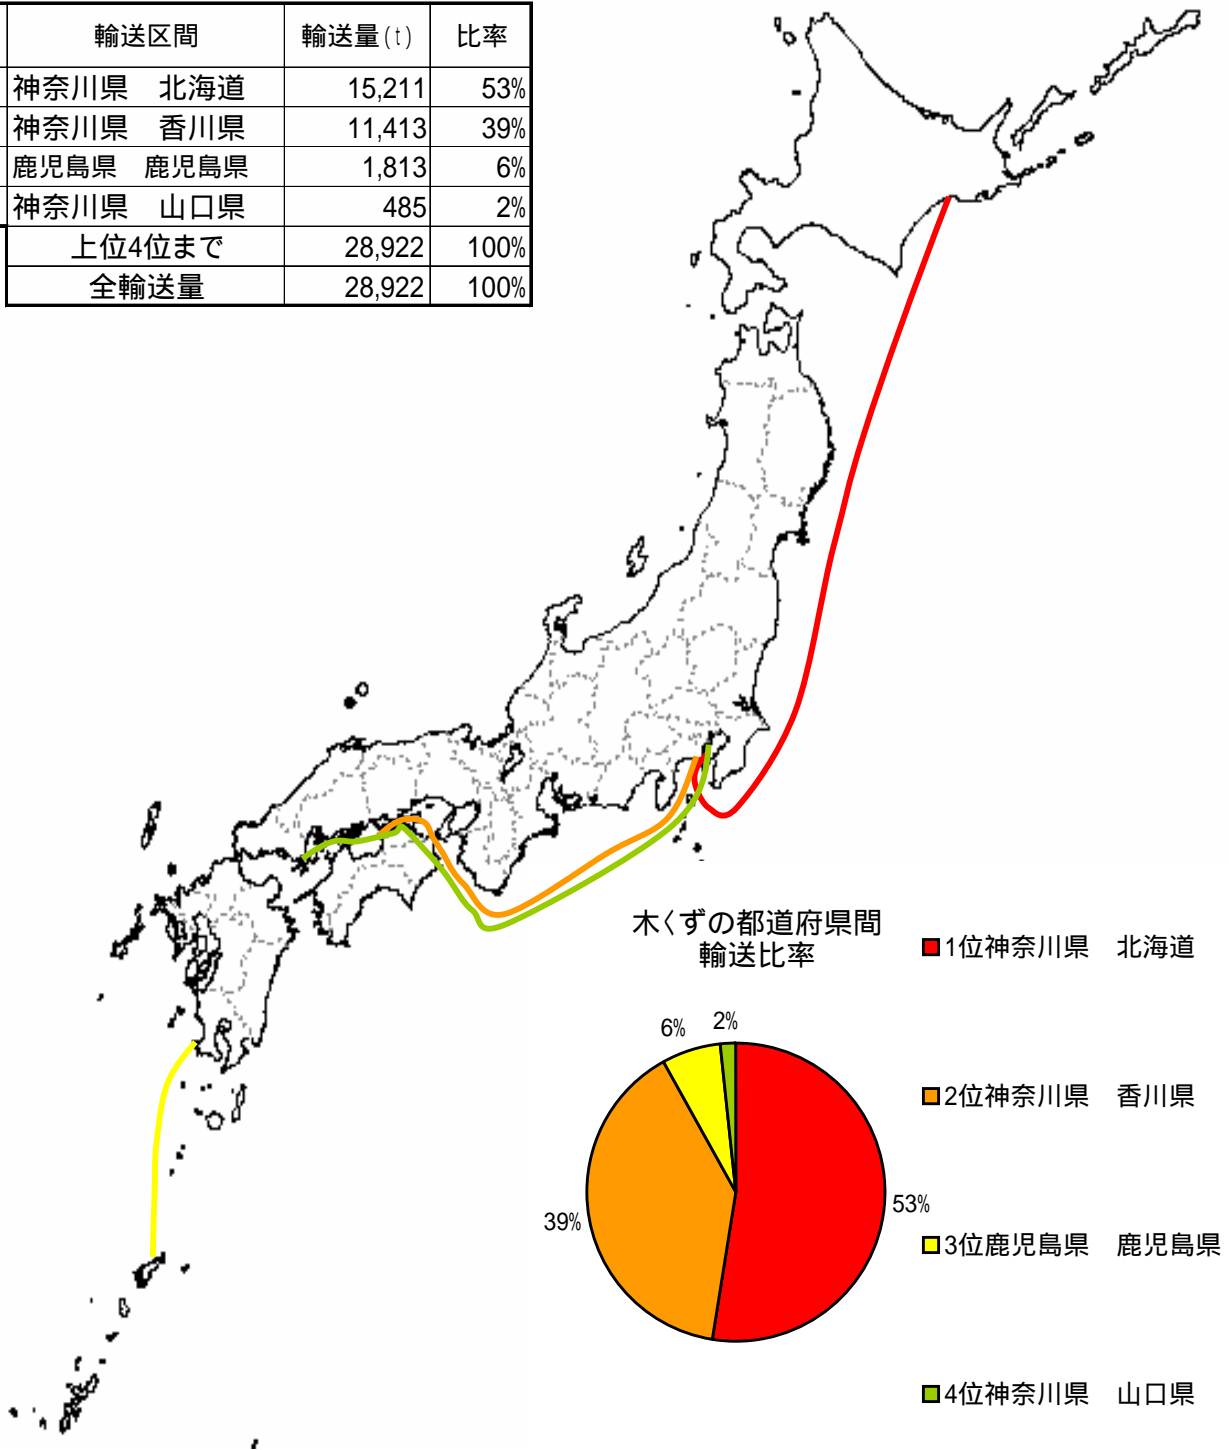 輸送区間 輸送量(t) 比率
神奈川県　北海道 15,211 53%
神奈川県　香川県 11,413 39%
鹿児島県　鹿児島県 1,813 6%
神奈川県　山口県 485 2%
上位4位まで 28,922 100%
全輸送量 28,922 100%
木くずの都道府県間
輸送比率
6%
2%
53%
39%
1位神奈川県　北海道
2位神奈川県　香川県
3位鹿児島県　鹿児島県
4位神奈川県　山口県